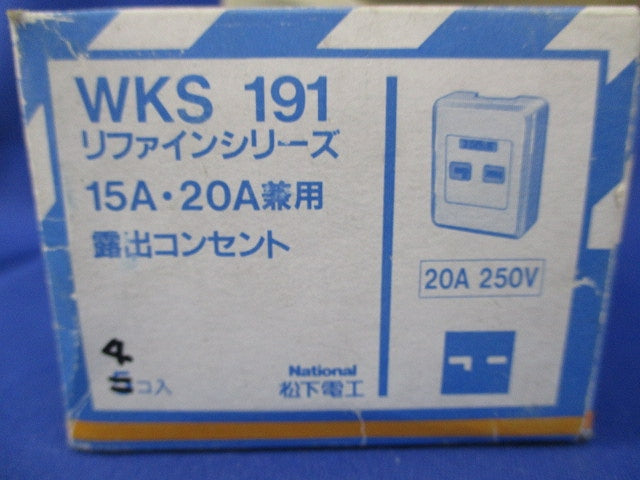 WKS 191
リファインシリーズ
15A・20A兼用
露出コンセント
20A 250V
4
5コ入
National
松下電工